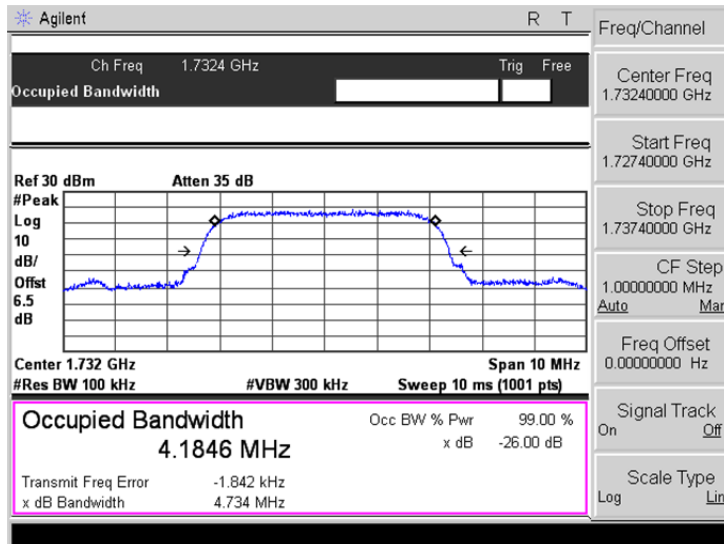 Agilent R T
Ch Freq 1.7324 GHz Trig Free
Occupied Bandwidth
Ref 30 dBm Atten 35 dB
#Peak
Log
10
dB/
Offst
6.5
dB
Center 1.732 GHz Span 10 MHz
#Res BW 100 kHz #VBW 300 kHz Sweep 10 ms (1001 pts)
Occupied Bandwidth
4.1846 MHz
Occ BW % Pwr 99.00 %
x dB -26.00 dB
Transmit Freq Error -1.842 kHz
x dB Bandwidth 4.734 MHz
Freq/Channel
Center Freq
1.73240000 GHz
Start Freq
1.72740000 GHz
Stop Freq
1.73740000 GHz
CF Step
1.00000000 MHz
Auto Mar
Freq Offset
0.00000000 Hz
Signal Track
On Off
Scale Type
Log Lin